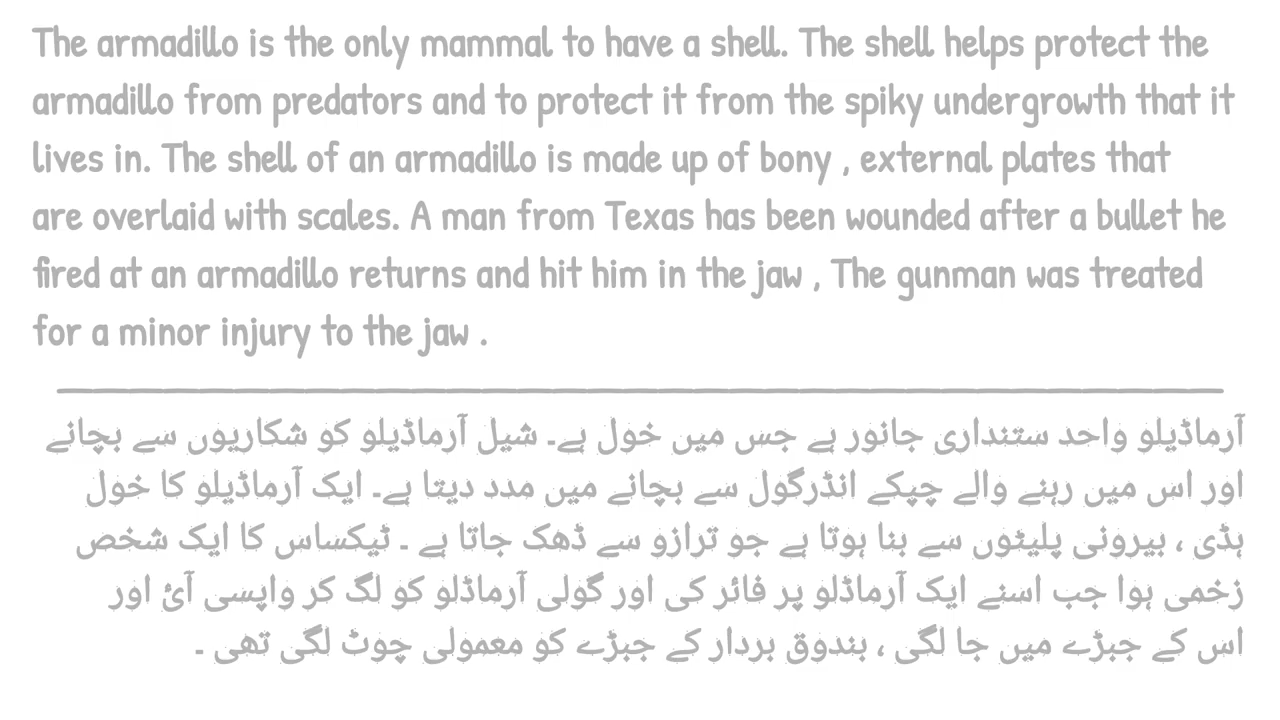 The armadillo is the only mammal to have a shell. The shell helps protect the
armadillo from predators and to protect it from the spiky undergrowth that it
lives in. The shell of an armadillo is made up of bony , external plates that
are overlaid with scales. A man from Texas has been wounded after a bullet he
fired at an armadillo returns and hit him in the jaw , The gunman was treated
for a minor injury to the jaw .
آرماڈیلو واحد ستنداری جانور ہے جس میں خول ہے۔ شیل آرماڈیلو کو شکاریوں سے بچانے
اور اس میں رہنے والے چپکے انڈرگول سے بچانے میں مدد دیتا ہے۔ ایک آرماڈیلو کا خول
ہڈی ، بیرونی پلیٹوں سے بنا ہوتا ہے جو ترازو سے ڈھک جاتا ہے ۔ ٹیکساس کا ایک شخص
زخمی ہوا جب اسنے ایک آرماڈلو پر فائر کی اور گولی آرماڈلو کو لگ کر واپسی آئ اور
اس کے جبڑے میں جا لگی ، بندوق بردار کے جبڑے کو معمولی چوٹ لگی تھی ۔